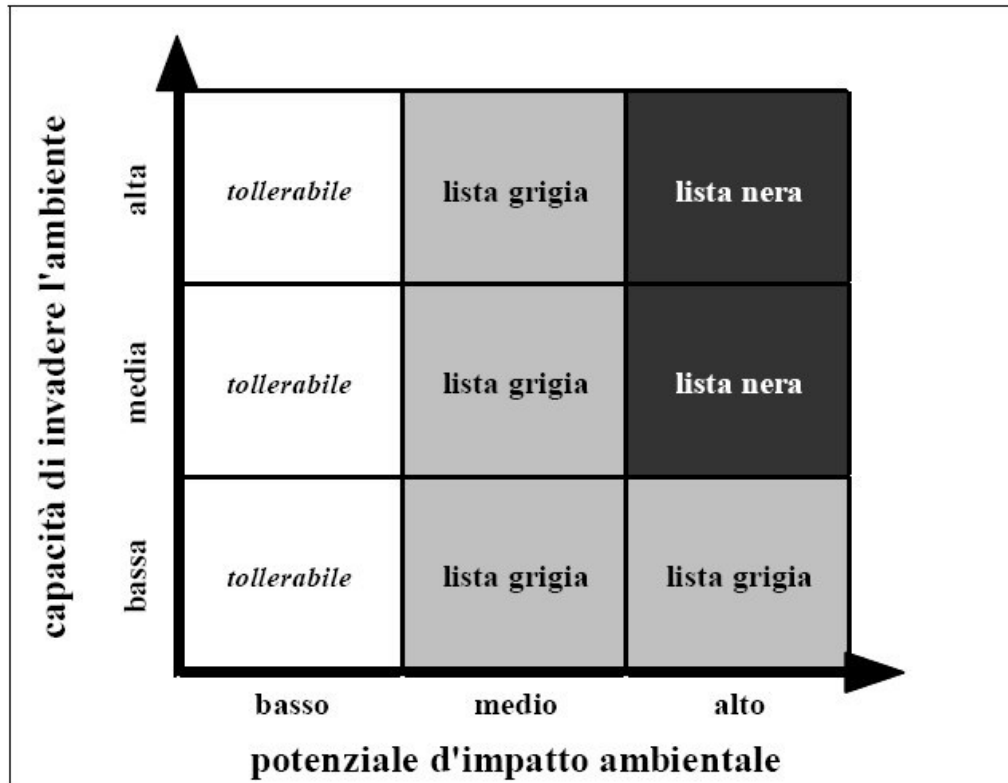 capacità di invadere l'ambiente
alta
tollerabile
lista grigia
lista nera
media
tollerabile
lista grigia
lista nera
bassa
tollerabile
lista grigia
lista grigia
basso
medio
alto
potenziale d'impatto ambientale